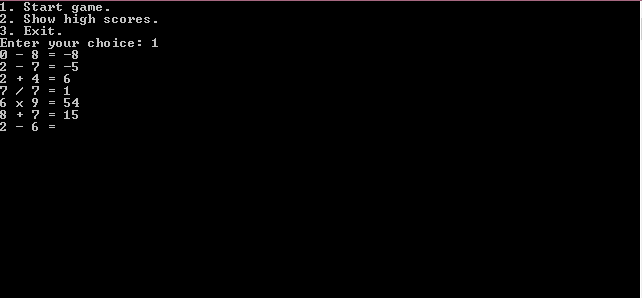 1. Start game.
2. Show high scores.
3. Exit.
Enter your choice: 1
0 - 8 = -8
2 - 7 = -5
2 + 4 = 6
7 / 7 = 1
6 x 9 = 54
8 + 7 = 15
2 - 6 =